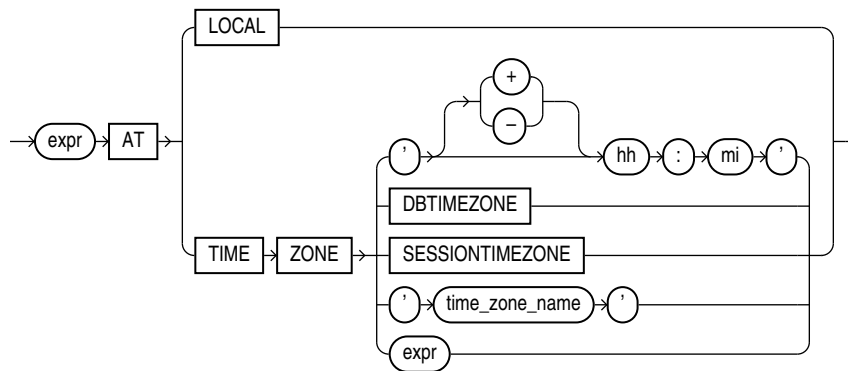 LOCAL
+
expr AT
–
’ hh : mi ’
DBTIMEZONE
TIME ZONE SESSIONTIMEZONE
’ time_zone_name ’
expr